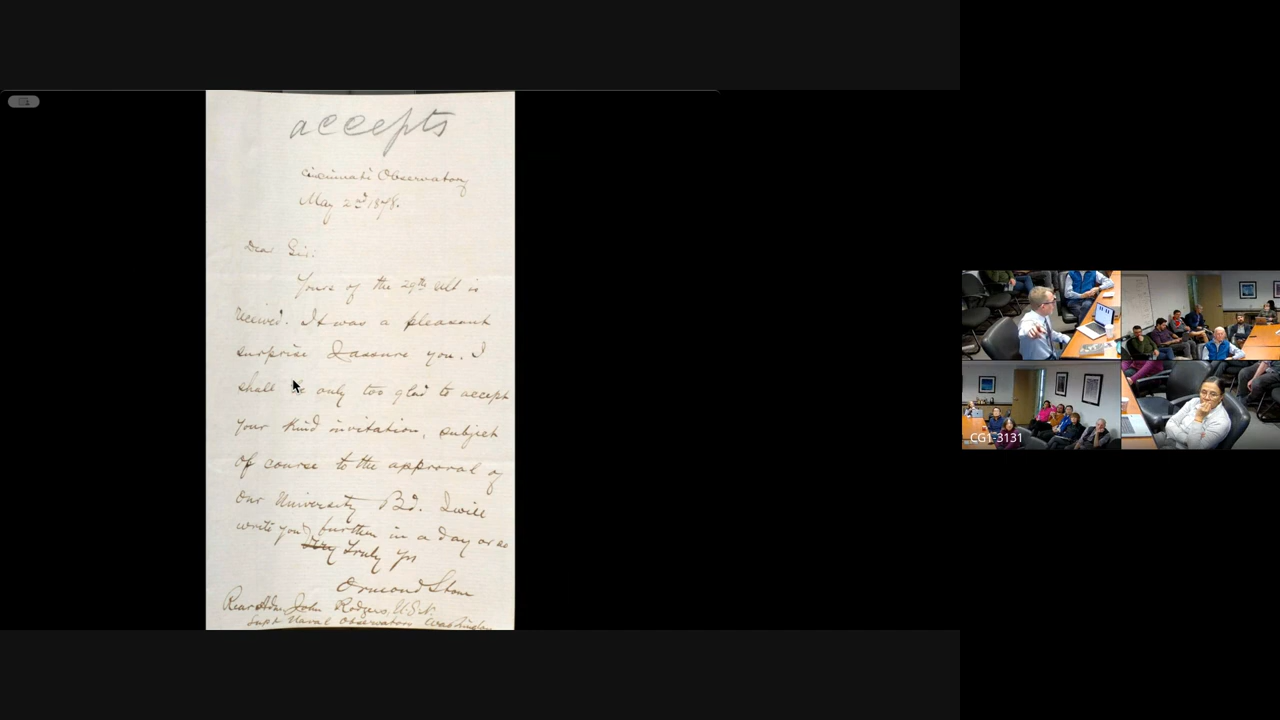 accepts
Cincinnati Observatory
May 2nd 1878.
Dear Sir:
Yours of the 29th ult is
received. It was a pleasant
surprise I assure you. I
shall be only too glad to accept
your kind invitation, subject
of course to the approval of
our University Bd. I will
write you further in a day or so
Very Truly Yrs
Ormond Stone
Rear Adm. John Rodgers, U.S.N.
Supt Naval Observatory Washington
CG1-3131